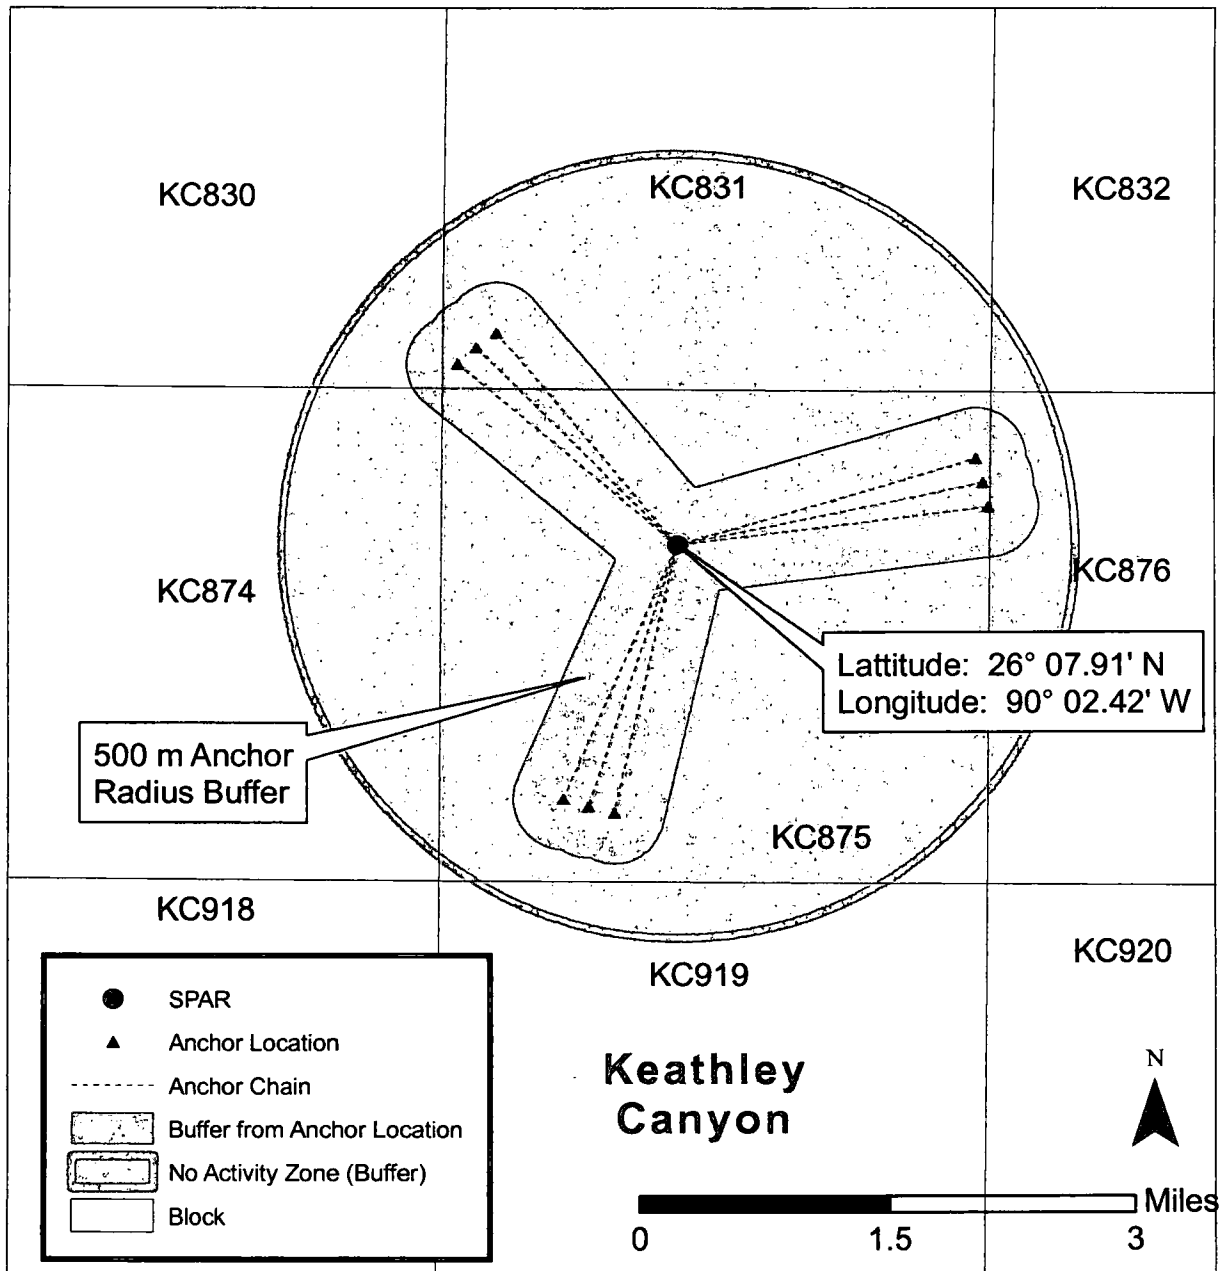 KC830
KC831
KC832
KC874
KC876
Lattitude: 26° 07.91' N
Longitude: 90° 02.42' W
500 m Anchor
Radius Buffer
KC875
KC918
KC919
KC920
SPAR
Anchor Location
Anchor Chain
Buffer from Anchor Location
No Activity Zone (Buffer)
Block
Keathley
Canyon
N
Miles
0 1.5 3